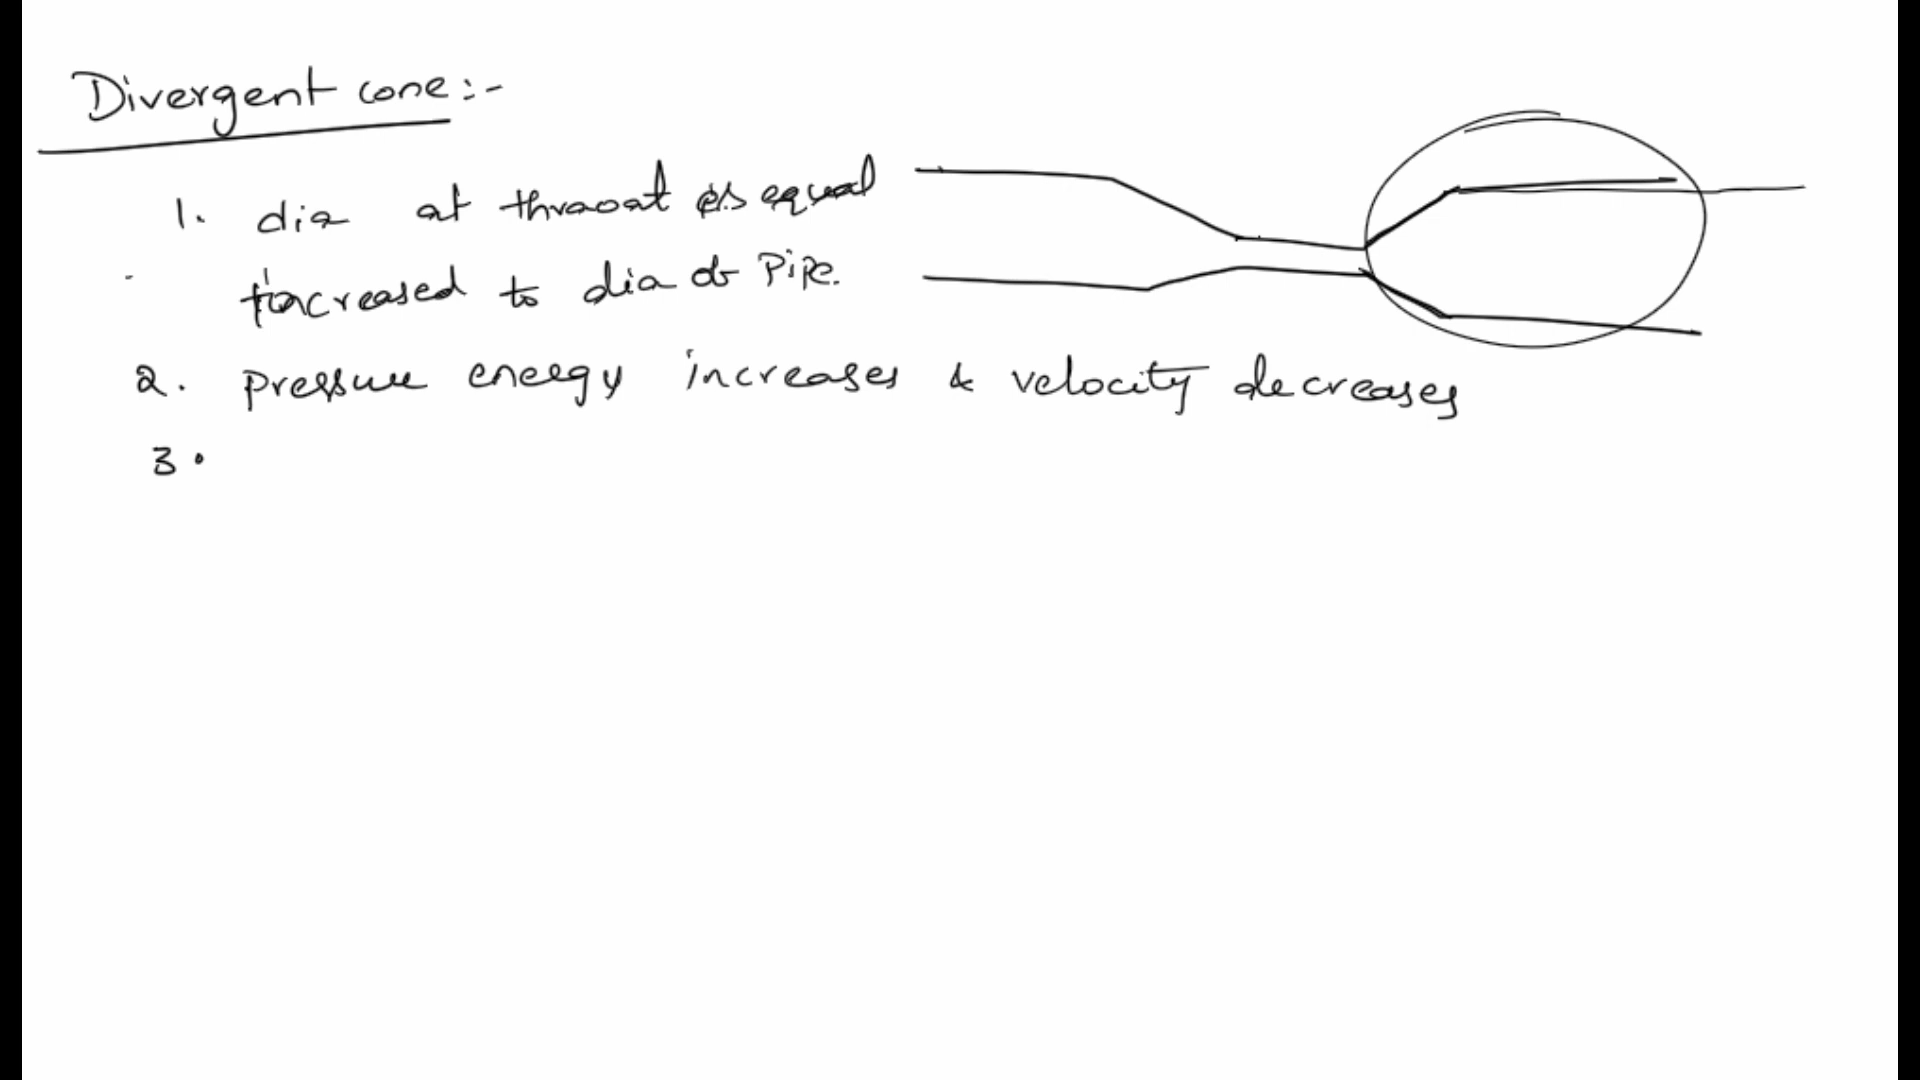 Divergent cone:-
1. dia at thraoat is equal
increased to dia of Pipe.
2. pressure energy increases & velocity decreases
3.